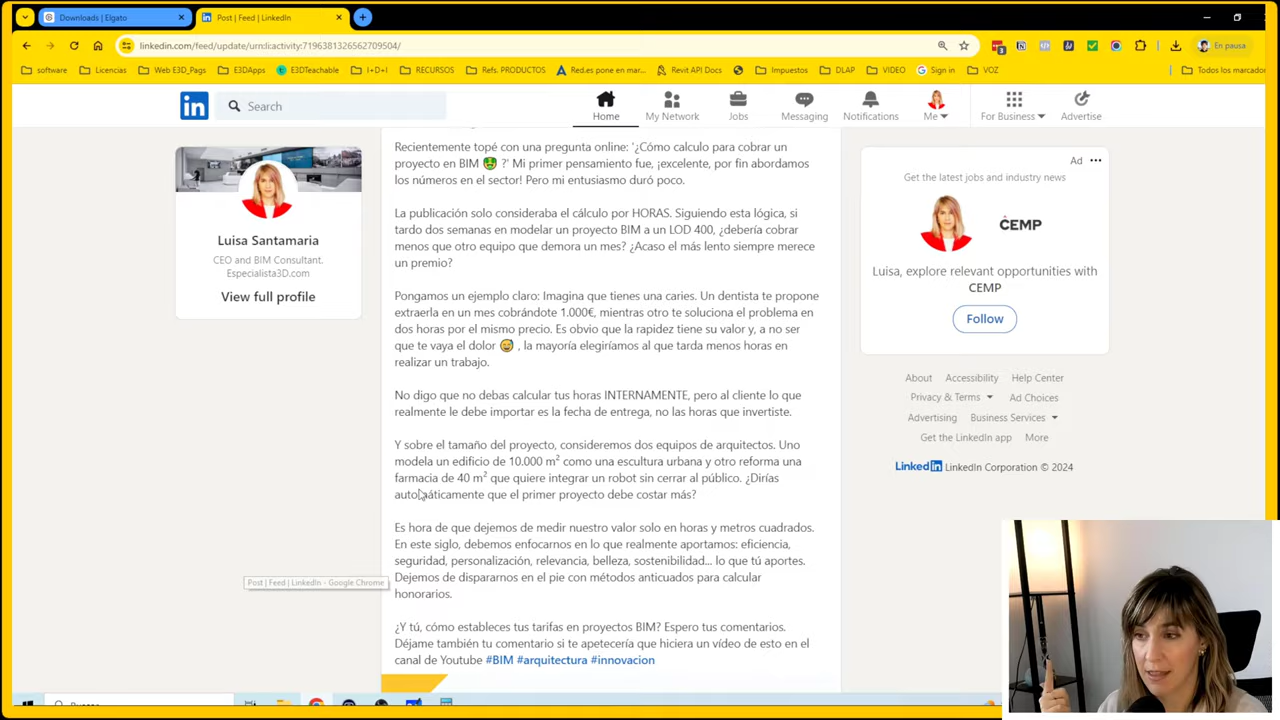 Downloads | Elgato
Post | Feed | LinkedIn
linkedin.com/feed/update/urn:li:activity:7196381326562709504/
En pausa
software
Licencias
Web E3D_Pags
E3DApps
E3DTeachable
I+D+I
RECURSOS
Refs. PRODUCTOS
Red.es pone en mar...
Revit API Docs
Impuestos
DLAP
VIDEO
Sign in
VOZ
Todos los marcador
in
Search
Home
My Network
Jobs
Messaging
Notifications
Me
For Business
Advertise
Luisa Santamaria
CEO and BIM Consultant.
Especialista3D.com
View full profile
Recientemente topé con una pregunta online: '¿Cómo calculo para cobrar un
proyecto en BIM 🤑 ?' Mi primer pensamiento fue, ¡excelente, por fin abordamos
los números en el sector! Pero mi entusiasmo duró poco.
La publicación solo consideraba el cálculo por HORAS. Siguiendo esta lógica, si
tardo dos semanas en modelar un proyecto BIM a un LOD 400, ¿debería cobrar
menos que otro equipo que demora un mes? ¿Acaso el más lento siempre merece
un premio?
Pongamos un ejemplo claro: Imagina que tienes una caries. Un dentista te propone
extraerla en un mes cobrándote 1.000€, mientras otro te soluciona el problema en
dos horas por el mismo precio. Es obvio que la rapidez tiene su valor y, a no ser
que te vaya el dolor 😅 , la mayoría elegiríamos al que tarda menos horas en
realizar un trabajo.
No digo que no debas calcular tus horas INTERNAMENTE, pero al cliente lo que
realmente le debe importar es la fecha de entrega, no las horas que invertiste.
Y sobre el tamaño del proyecto, consideremos dos equipos de arquitectos. Uno
modela un edificio de 10.000 m² como una escultura urbana y otro reforma una
farmacia de 40 m² que quiere integrar un robot sin cerrar al público. ¿Dirías
automáticamente que el primer proyecto debe costar más?
Es hora de que dejemos de medir nuestro valor solo en horas y metros cuadrados.
En este siglo, debemos enfocarnos en lo que realmente aportamos: eficiencia,
seguridad, personalización, relevancia, belleza, sostenibilidad... lo que tú aportes.
Dejemos de dispararnos en el pie con métodos anticuados para calcular
honorarios.
¿Y tú, cómo estableces tus tarifas en proyectos BIM? Espero tus comentarios.
Déjame también tu comentario si te apetecería que hiciera un vídeo de esto en el
canal de Youtube #BIM #arquitectura #innovacion
Post | Feed | LinkedIn - Google Chrome
Ad
Get the latest jobs and industry news
CEMP
Luisa, explore relevant opportunities with
CEMP
Follow
About
Accessibility
Help Center
Privacy & Terms
Ad Choices
Advertising
Business Services
Get the LinkedIn app
More
LinkedIn LinkedIn Corporation © 2024